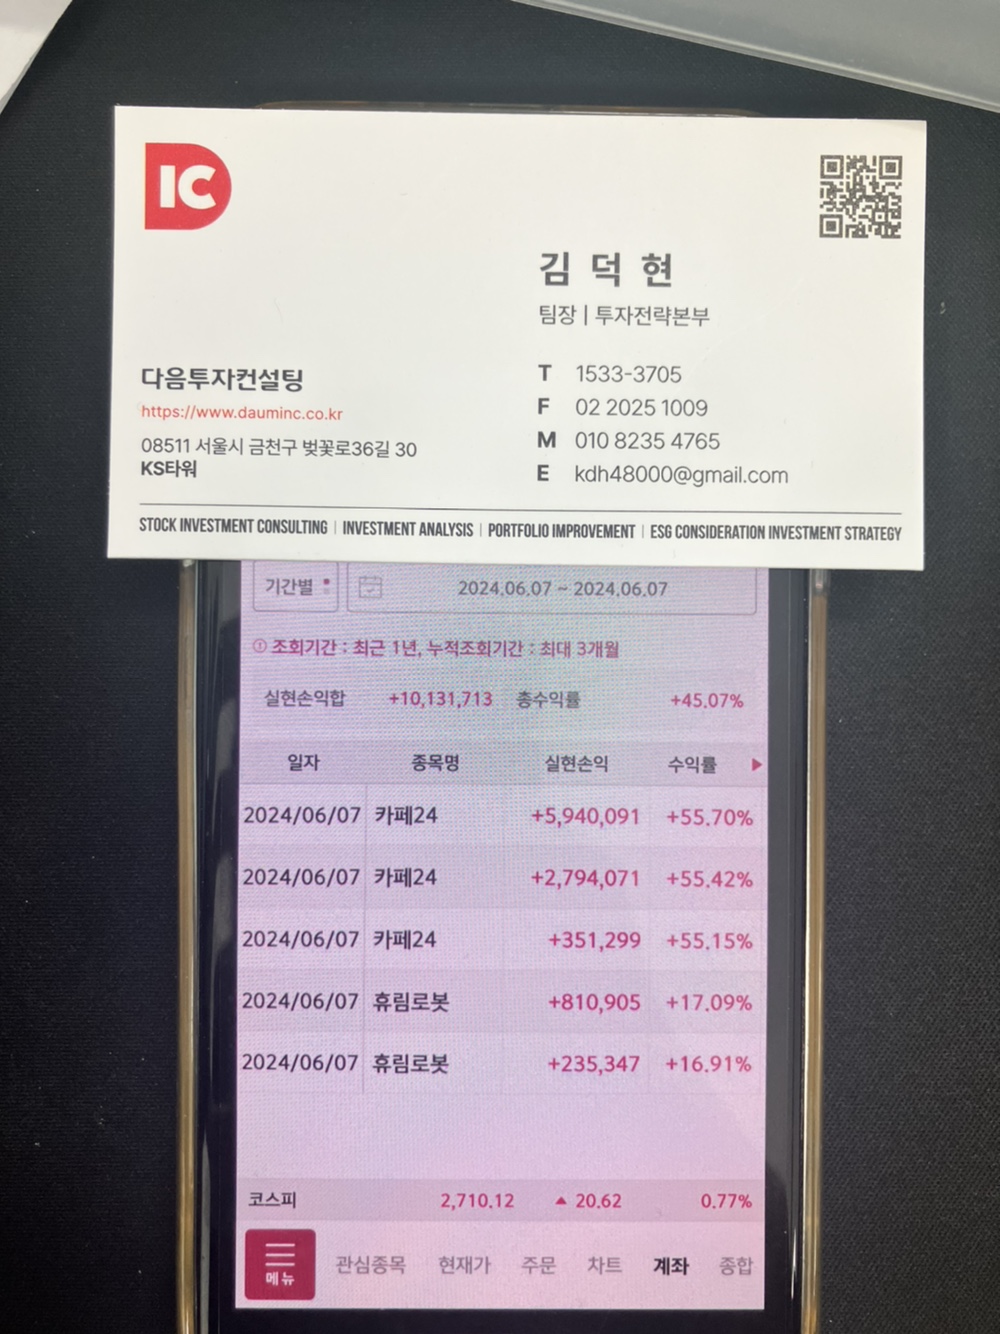 IC
김 덕 현
팀장 | 투자전략본부
다음투자컨설팅
https://www.dauminc.co.kr
08511 서울시 금천구 벚꽃로36길 30
KS타워
T 1533-3705
F 02 2025 1009
M 010 8235 4765
E kdh48000@gmail.com
STOCK INVESTMENT CONSULTING | INVESTMENT ANALYSIS | PORTFOLIO IMPROVEMENT | ESG CONSIDERATION INVESTMENT STRATEGY
기간별 2024.06.07 ~ 2024.06.07
조회기간 : 최근 1년, 누적조회기간 : 최대 3개월
실현손익합 +10,131,713 총수익률 +45.07%
일자 종목명 실현손익 수익률
2024/06/07 카페24 +5,940,091 +55.70%
2024/06/07 카페24 +2,794,071 +55.42%
2024/06/07 카페24 +351,299 +55.15%
2024/06/07 휴림로봇 +810,905 +17.09%
2024/06/07 휴림로봇 +235,347 +16.91%
코스피 2,710.12 ▲ 20.62 0.77%
메뉴 관심종목 현재가 주문 차트 계좌 종합